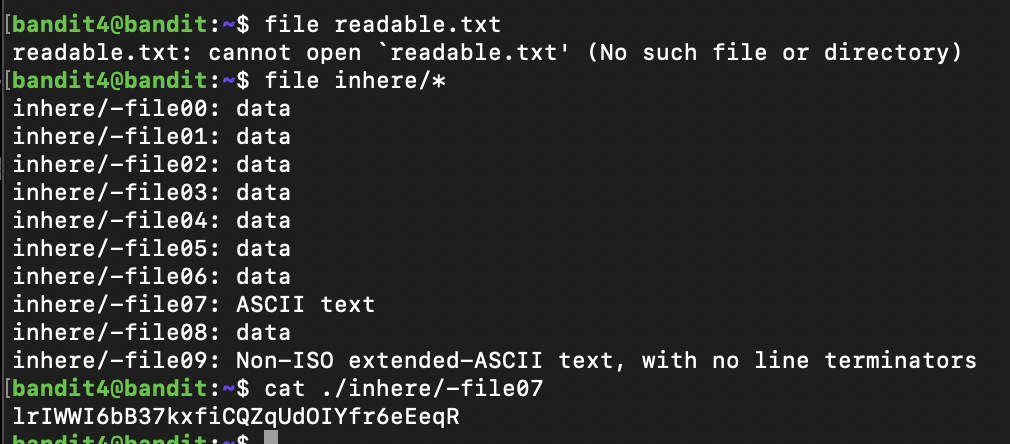 [bandit4@bandit:~$ file readable.txt
readable.txt: cannot open `readable.txt' (No such file or directory)
[bandit4@bandit:~$ file inhere/*
inhere/-file00: data
inhere/-file01: data
inhere/-file02: data
inhere/-file03: data
inhere/-file04: data
inhere/-file05: data
inhere/-file06: data
inhere/-file07: ASCII text
inhere/-file08: data
inhere/-file09: Non-ISO extended-ASCII text, with no line terminators
[bandit4@bandit:~$ cat ./inhere/-file07
lrIWWI6bB37kxfiCQZqUdOIYfr6eEeqR
bandit4@bandit:~$